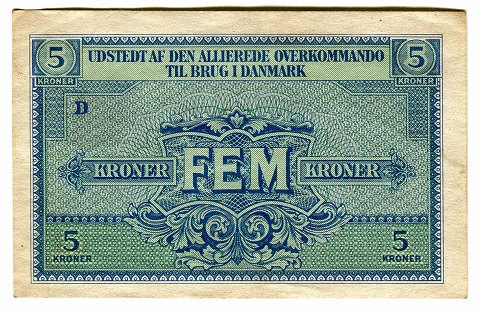 5 UDSTEDT AF DEN ALLIEREDE OVERKOMMANDO 5
KRONER TIL BRUG I DANMARK KRONER
D
KRONER FEM KRONER
5 5
KRONER KRONER